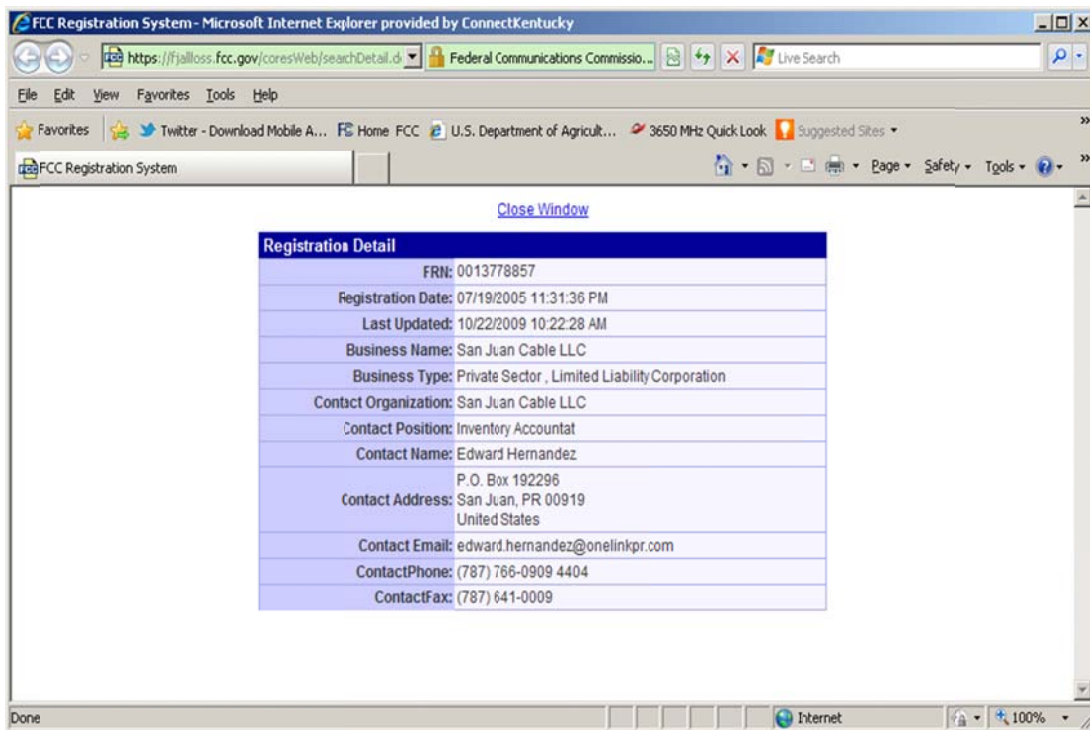 FCC Registration System - Microsoft Internet Explorer provided by ConnectKentucky
https://fjallfoss.fcc.gov/coresWeb/searchDetail.d Federal Communications Commissio... Live Search
File Edit View Favorites Tools Help
Favorites Twitter - Download Mobile A... Home FCC U.S. Department of Agricult... 3650 MHz Quick Look Suggested Sites
FCC Registration System Page Safety Tools
Close Window
Registration Detail
FRN: 0013778857
Registration Date: 07/19/2005 11:31:36 PM
Last Updated: 10/22/2009 10:22:28 AM
Business Name: San Juan Cable LLC
Business Type: Private Sector , Limited Liability Corporation
Contact Organization: San Juan Cable LLC
Contact Position: Inventory Accountat
Contact Name: Edward Hernandez
Contact Address: P.O. Box 192296
San Juan, PR 00919
United States
Contact Email: edward.hernandez@onelinkpr.com
ContactPhone: (787) 766-0909 4404
ContactFax: (787) 641-0009
Done Internet 100%